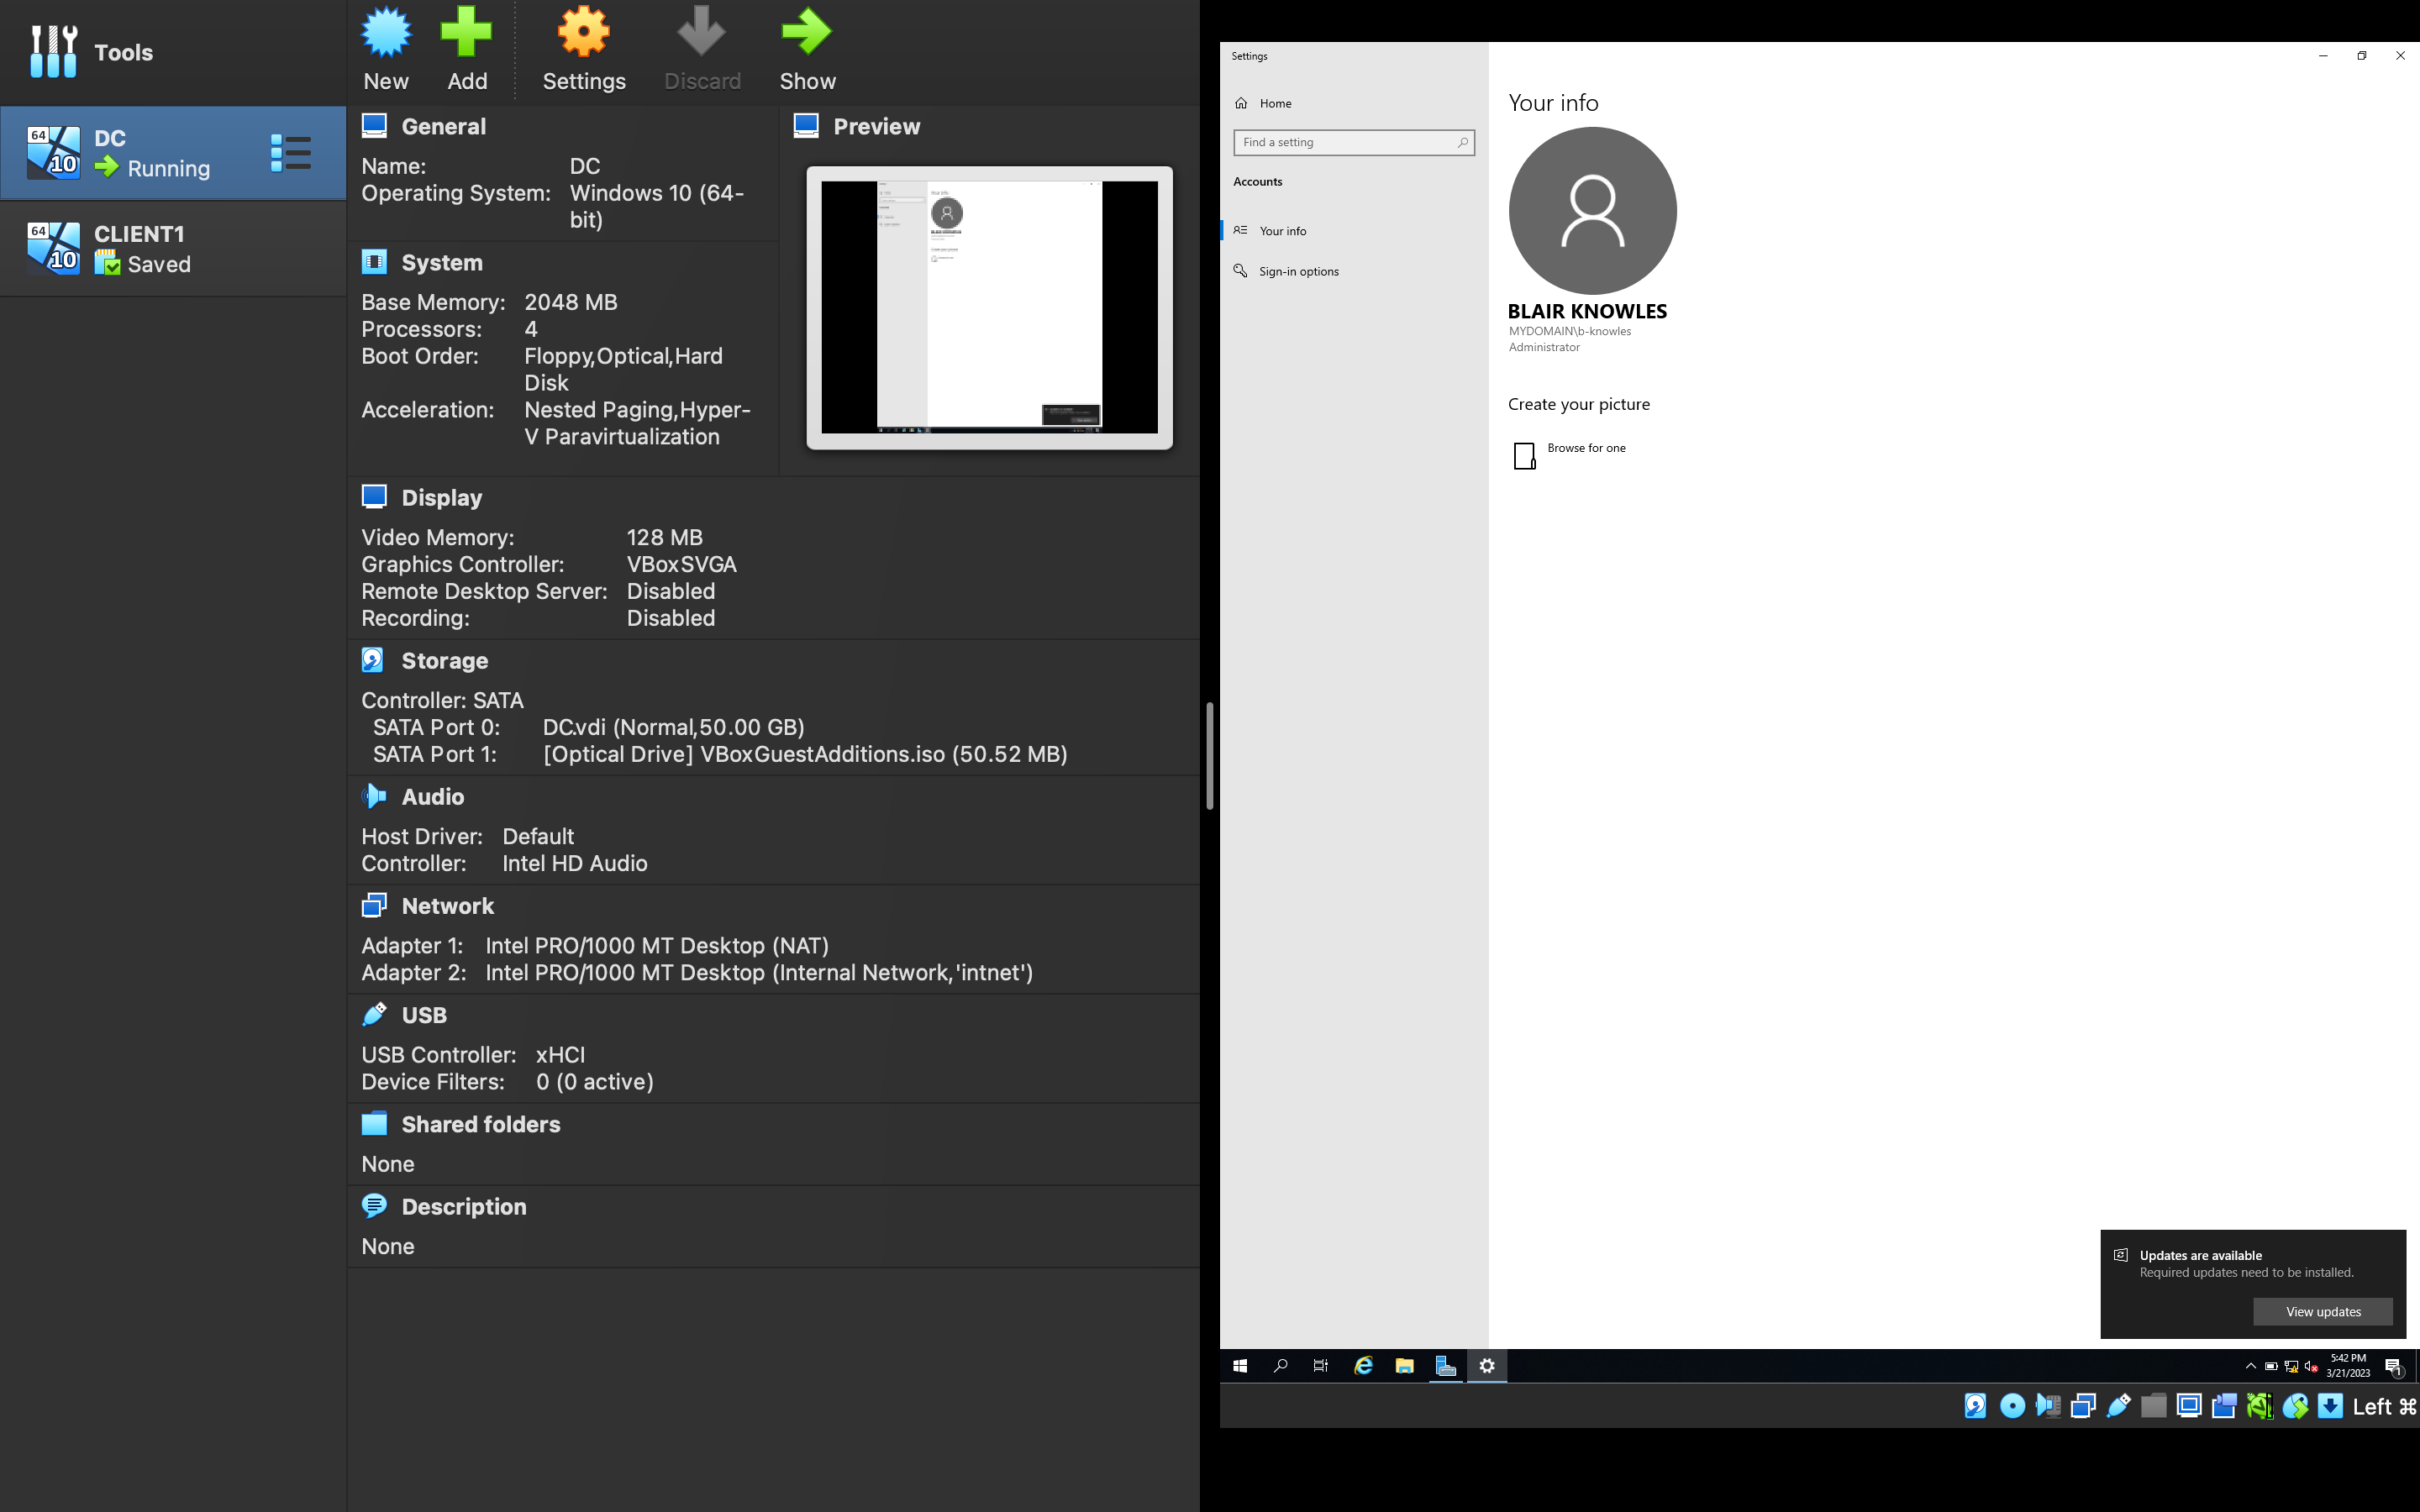 Tools
New
Add
Settings
Discard
Show
64
10
DC
Running
64
10
CLIENT1
Saved
General
Name: DC
Operating System: Windows 10 (64-
bit)
Preview
System
Base Memory: 2048 MB
Processors: 4
Boot Order: Floppy,Optical,Hard
Disk
Acceleration: Nested Paging,Hyper-
V Paravirtualization
Display
Video Memory: 128 MB
Graphics Controller: VBoxSVGA
Remote Desktop Server: Disabled
Recording: Disabled
Storage
Controller: SATA
SATA Port 0: DC.vdi (Normal,50.00 GB)
SATA Port 1: [Optical Drive] VBoxGuestAdditions.iso (50.52 MB)
Audio
Host Driver: Default
Controller: Intel HD Audio
Network
Adapter 1: Intel PRO/1000 MT Desktop (NAT)
Adapter 2: Intel PRO/1000 MT Desktop (Internal Network,'intnet')
USB
USB Controller: xHCI
Device Filters: 0 (0 active)
Shared folders
None
Description
None
Settings
Home
Find a setting
Accounts
Your info
Sign-in options
Your info
BLAIR KNOWLES
MYDOMAIN\b-knowles
Administrator
Create your picture
Browse for one
Updates are available
Required updates need to be installed.
View updates
5:42 PM
3/21/2023
1
Left ⌘